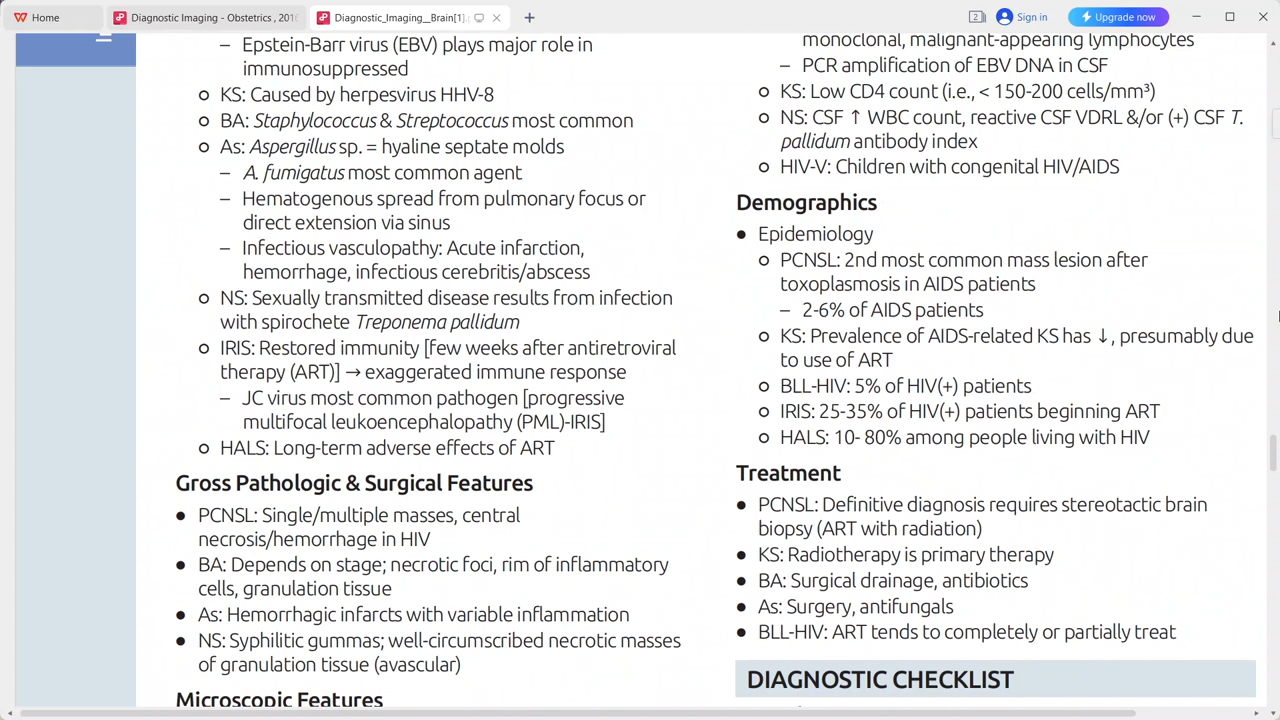 Home
Diagnostic Imaging - Obstetrics , 201
Diagnostic_Imaging__Brain[1].
2
Sign in
Upgrade now
– Epstein-Barr virus (EBV) plays major role in
immunosuppressed
○ KS: Caused by herpesvirus HHV-8
○ BA: Staphylococcus & Streptococcus most common
○ As: Aspergillus sp. = hyaline septate molds
– A. fumigatus most common agent
– Hematogenous spread from pulmonary focus or
direct extension via sinus
– Infectious vasculopathy: Acute infarction,
hemorrhage, infectious cerebritis/abscess
○ NS: Sexually transmitted disease results from infection
with spirochete Treponema pallidum
○ IRIS: Restored immunity [few weeks after antiretroviral
therapy (ART)] → exaggerated immune response
– JC virus most common pathogen [progressive
multifocal leukoencephalopathy (PML)-IRIS]
○ HALS: Long-term adverse effects of ART
Gross Pathologic & Surgical Features
● PCNSL: Single/multiple masses, central
necrosis/hemorrhage in HIV
● BA: Depends on stage; necrotic foci, rim of inflammatory
cells, granulation tissue
● As: Hemorrhagic infarcts with variable inflammation
● NS: Syphilitic gummas; well-circumscribed necrotic masses
of granulation tissue (avascular)
Microscopic Features
monoclonal, malignant-appearing lymphocytes
– PCR amplification of EBV DNA in CSF
○ KS: Low CD4 count (i.e., < 150-200 cells/mm³)
○ NS: CSF ↑ WBC count, reactive CSF VDRL &/or (+) CSF T.
pallidum antibody index
○ HIV-V: Children with congenital HIV/AIDS
Demographics
● Epidemiology
○ PCNSL: 2nd most common mass lesion after
toxoplasmosis in AIDS patients
– 2-6% of AIDS patients
○ KS: Prevalence of AIDS-related KS has ↓, presumably due
to use of ART
○ BLL-HIV: 5% of HIV(+) patients
○ IRIS: 25-35% of HIV(+) patients beginning ART
○ HALS: 10- 80% among people living with HIV
Treatment
● PCNSL: Definitive diagnosis requires stereotactic brain
biopsy (ART with radiation)
● KS: Radiotherapy is primary therapy
● BA: Surgical drainage, antibiotics
● As: Surgery, antifungals
● BLL-HIV: ART tends to completely or partially treat
DIAGNOSTIC CHECKLIST